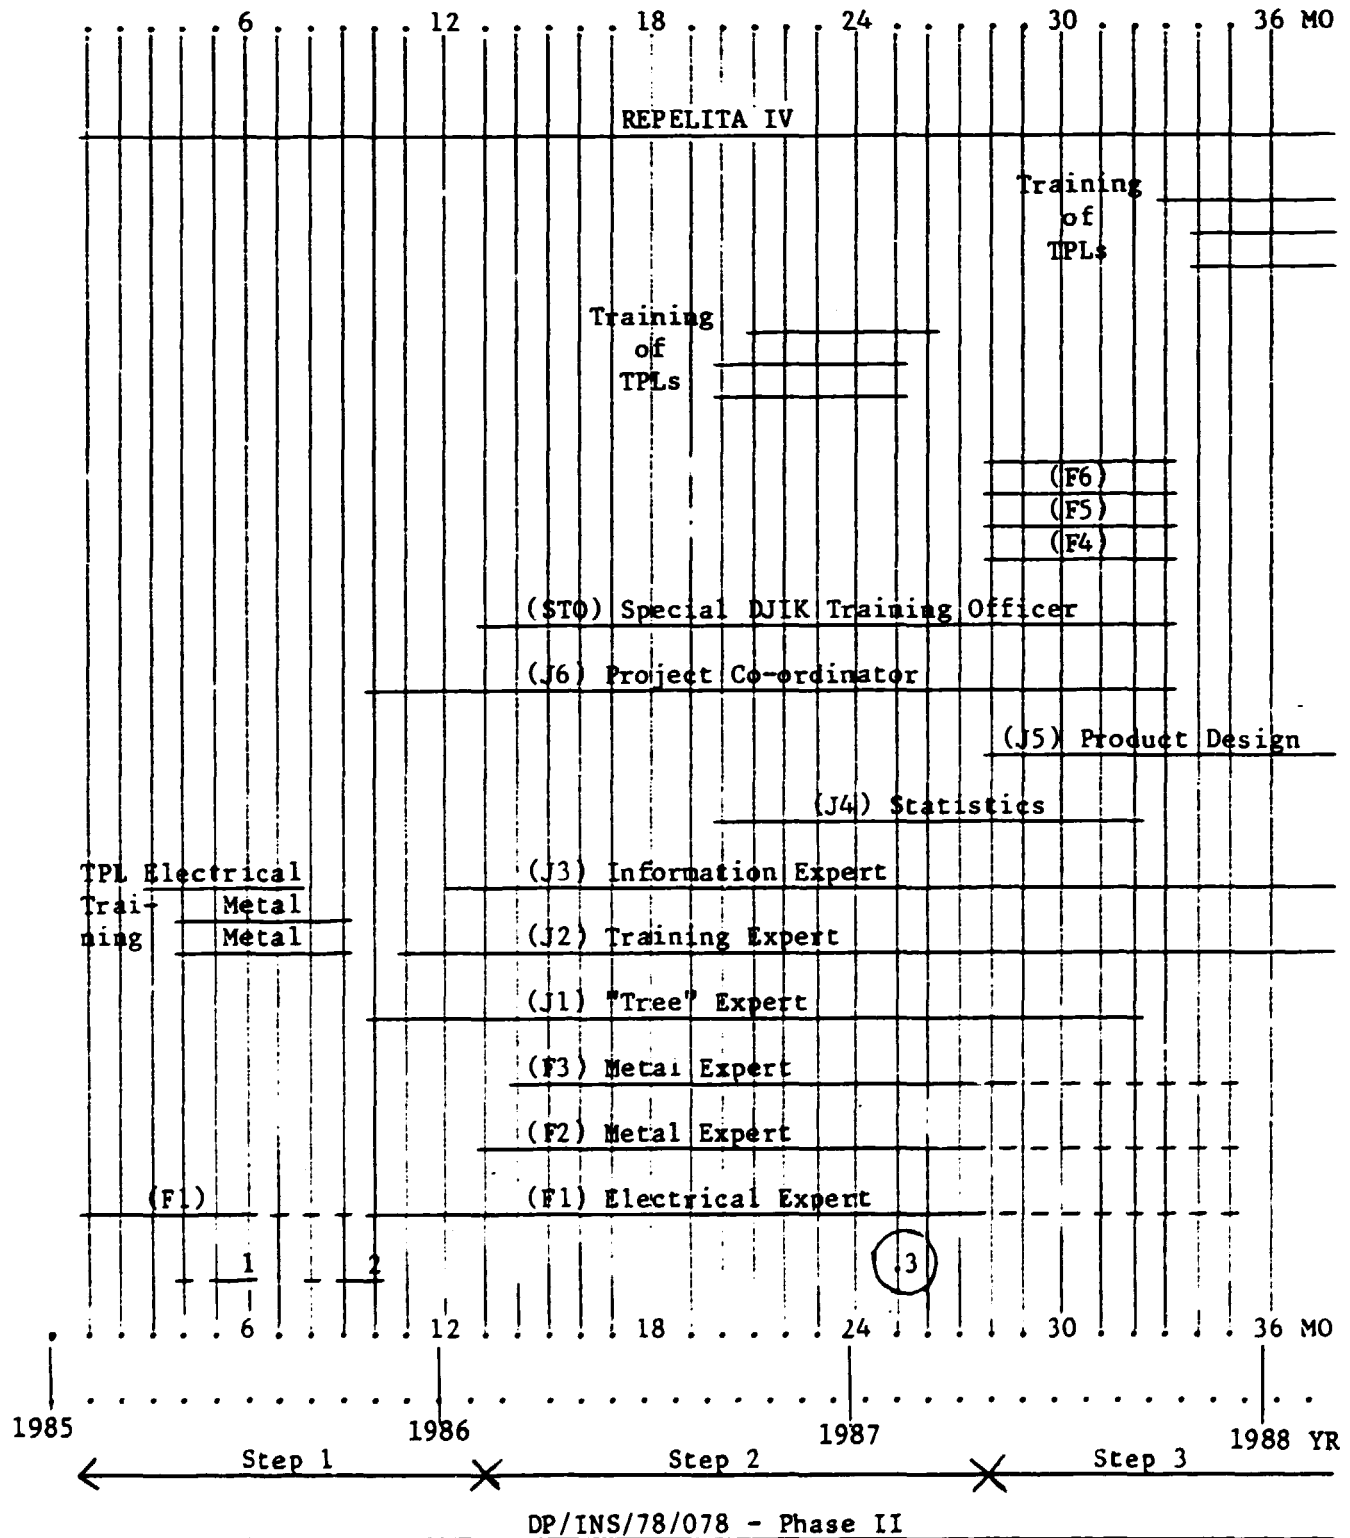 6 12 18 24 30 36 MO
REPELITA IV
Training
of
TPLs
Training
of
TPLs
(F6)
(F5)
(F4)
(STO) Special DJIK Training Officer
(J6) Project Co-ordinator
(J5) Product Design
(J4) Statistics
TPL Electrical
(J3) Information Expert
Trai- Metal
ning Metal
(J2) Training Expert
(J1) "Tree" Expert
(F3) Metal Expert
(F2) Metal Expert
(F1)
(F1) Electrical Expert
1 2 3
6 12 18 24 30 36 MO
1985 1986 1987 1988 YR
Step 1 Step 2 Step 3
DP/INS/78/078 - Phase II